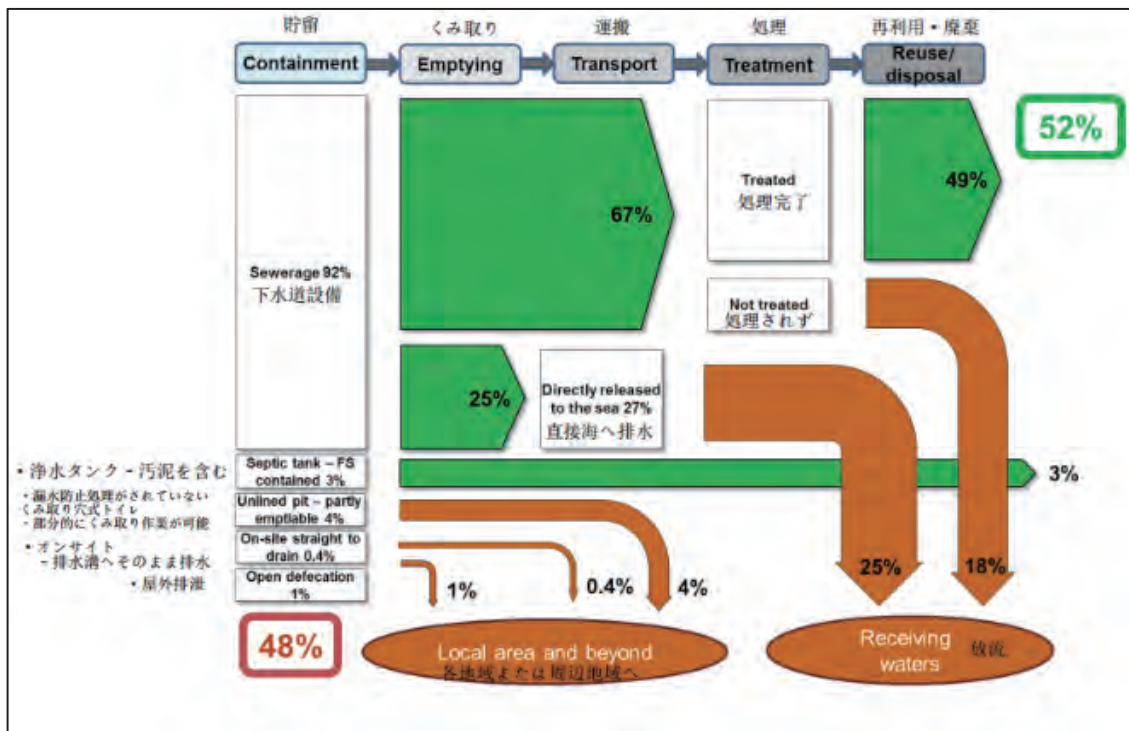 貯留
くみ取り
運搬
処理
再利用・廃棄
Containment
Emptying
Transport
Treatment
Reuse/
disposal
52%
67%
Treated
処理完了
49%
Sewerage 92%
下水道設備
Not treated
処理されず
25%
Directly released
to the sea 27%
直接海へ排水
・浄水タンク - 汚泥を含む
Septic tank – FS
contained 3%
3%
・漏水防止処理がされていない
くみ取り穴式トイレ
- 部分的にくみ取り作業が可能
Unlined pit – partly
emptiable 4%
・オンサイト
- 排水溝へそのまま排水
On-site straight to
drain 0.4%
・屋外排泄
Open defecation
1%
1%
0.4%
4%
25%
18%
48%
Local area and beyond
各地域または周辺地域へ
Receiving
waters
放流